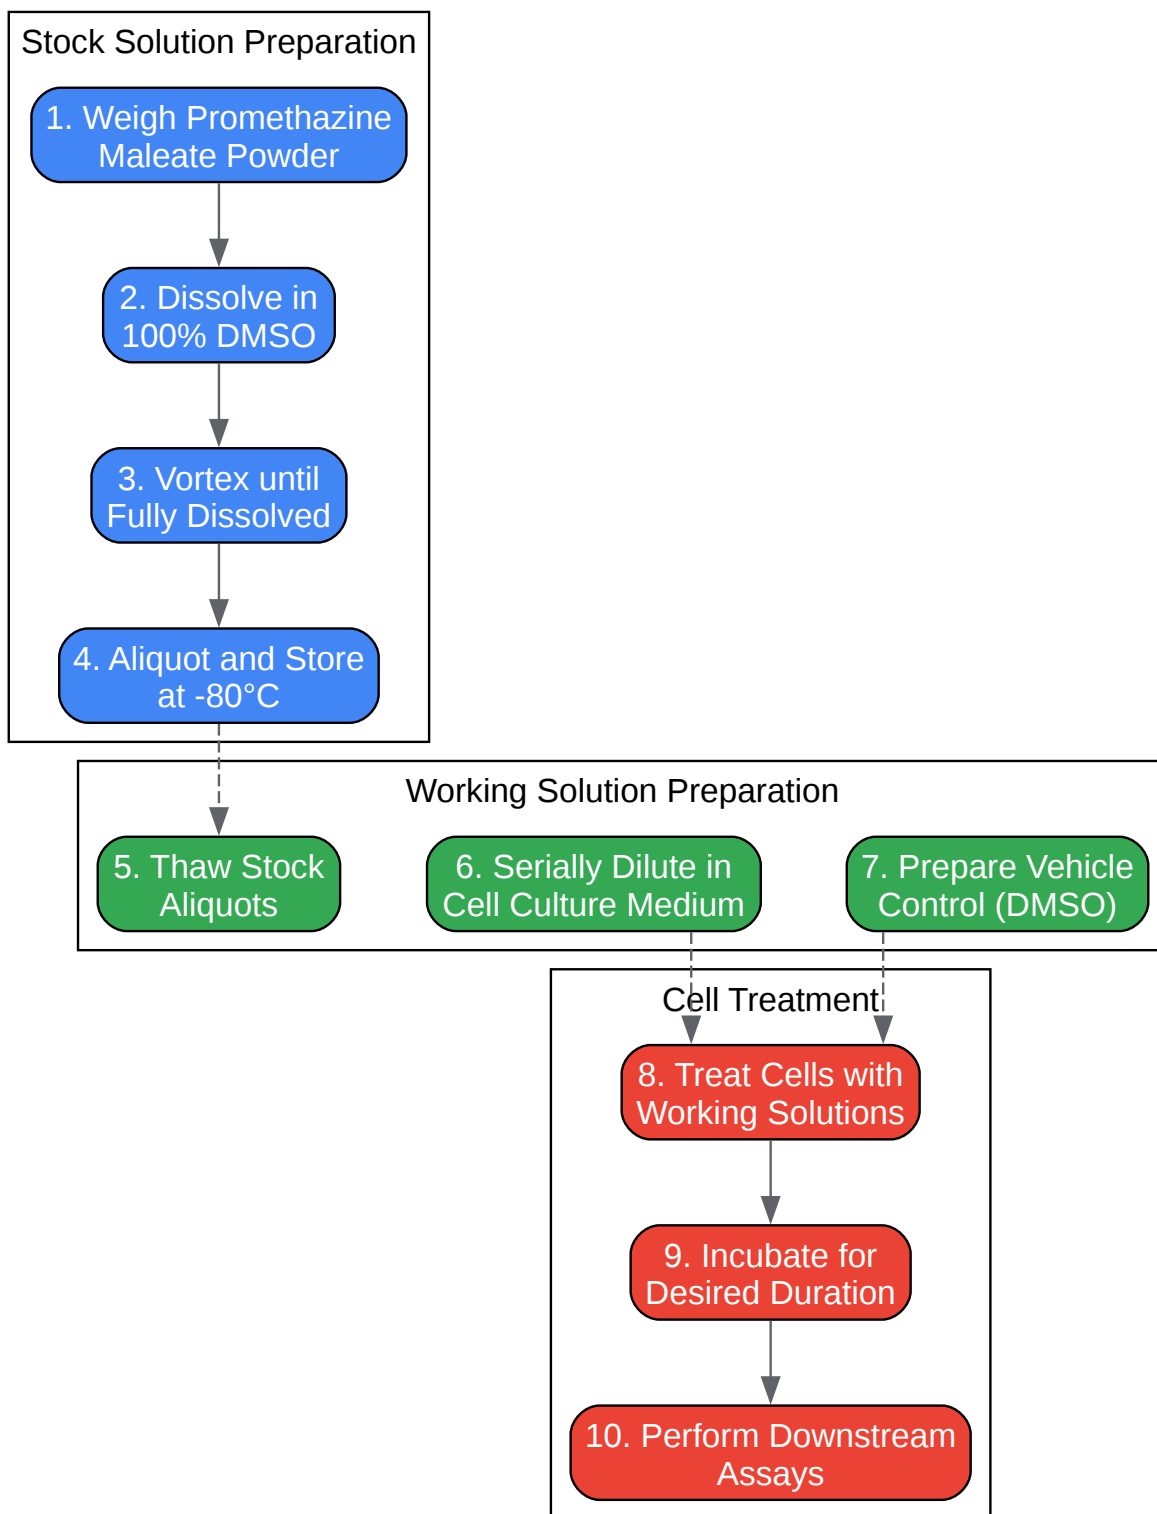 Stock Solution Preparation
1. Weigh Promethazine
Maleate Powder
2. Dissolve in
100% DMSO
3. Vortex until
Fully Dissolved
4. Aliquot and Store
at -80°C
Working Solution Preparation
5. Thaw Stock
Aliquots
6. Serially Dilute in
Cell Culture Medium
7. Prepare Vehicle
Control (DMSO)
Cell Treatment
8. Treat Cells with
Working Solutions
9. Incubate for
Desired Duration
10. Perform Downstream
Assays